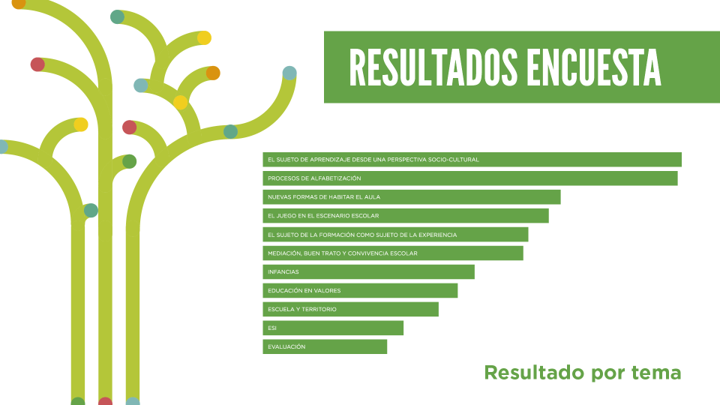 RESULTADOS ENCUESTA
EL SUJETO DE APRENDIZAJE DESDE UNA PERSPECTIVA SOCIO-CULTURAL
PROCESOS DE ALFABETIZACIÓN
NUEVAS FORMAS DE HABITAR EL AULA
EL JUEGO EN EL ESCENARIO ESCOLAR
EL SUJETO DE LA FORMACIÓN COMO SUJETO DE LA EXPERIENCIA
MEDIACIÓN, BUEN TRATO Y CONVIVENCIA ESCOLAR
INFANCIAS
EDUCACIÓN EN VALORES
ESCUELA Y TERRITORIO
ESI
EVALUACIÓN
Resultado por tema